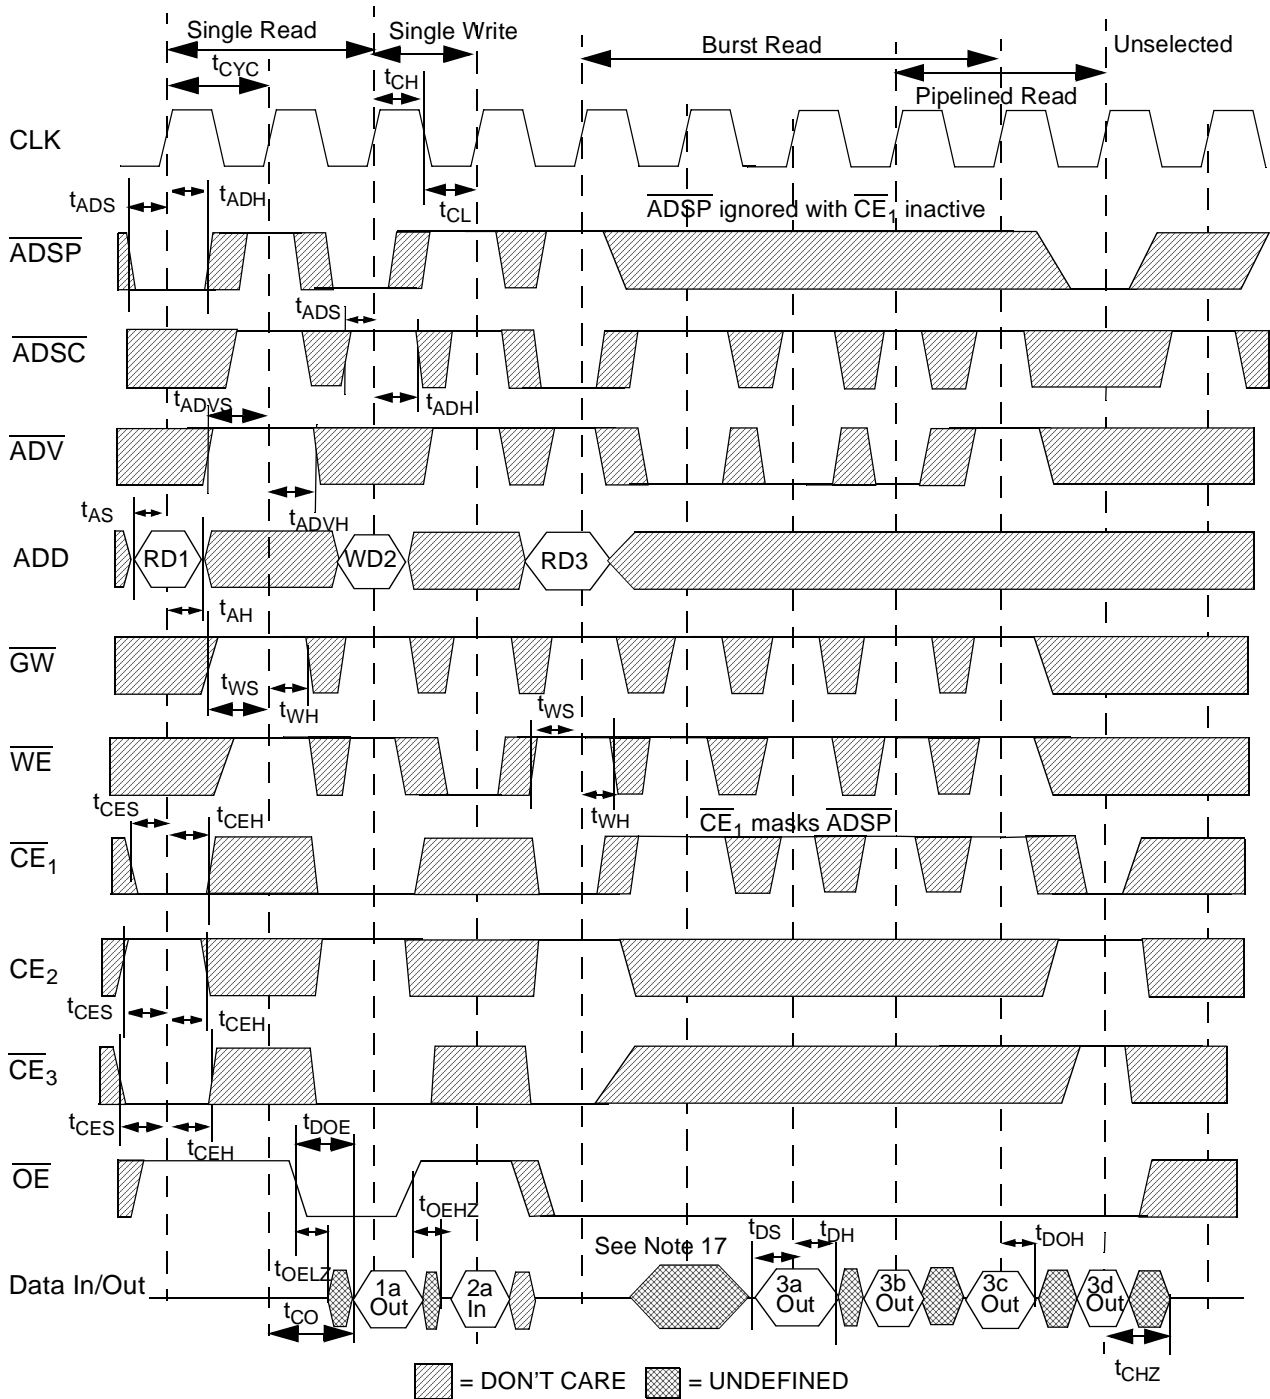 Single Read Single Write Burst Read Unselected
tCYC tCH Pipelined Read
CLK
tADS tADH tCL ADSP ignored with CE1 inactive
ADSP
tADS
ADSC
tADVS tADH
ADV
tAS tADVH
ADD RD1 WD2 RD3
tAH
GW
tWS tWH tWS
WE
tCES tCEH tWH CE1 masks ADSP
CE1
CE2
tCES tCEH
CE3
tCES tCEH tDOE
OE
tOEHZ See Note 17 tDS tDH tDOH
tOELZ
Data In/Out 1a Out 2a In 3a Out 3b Out 3c Out 3d Out
tCO tCHZ
= DON'T CARE = UNDEFINED